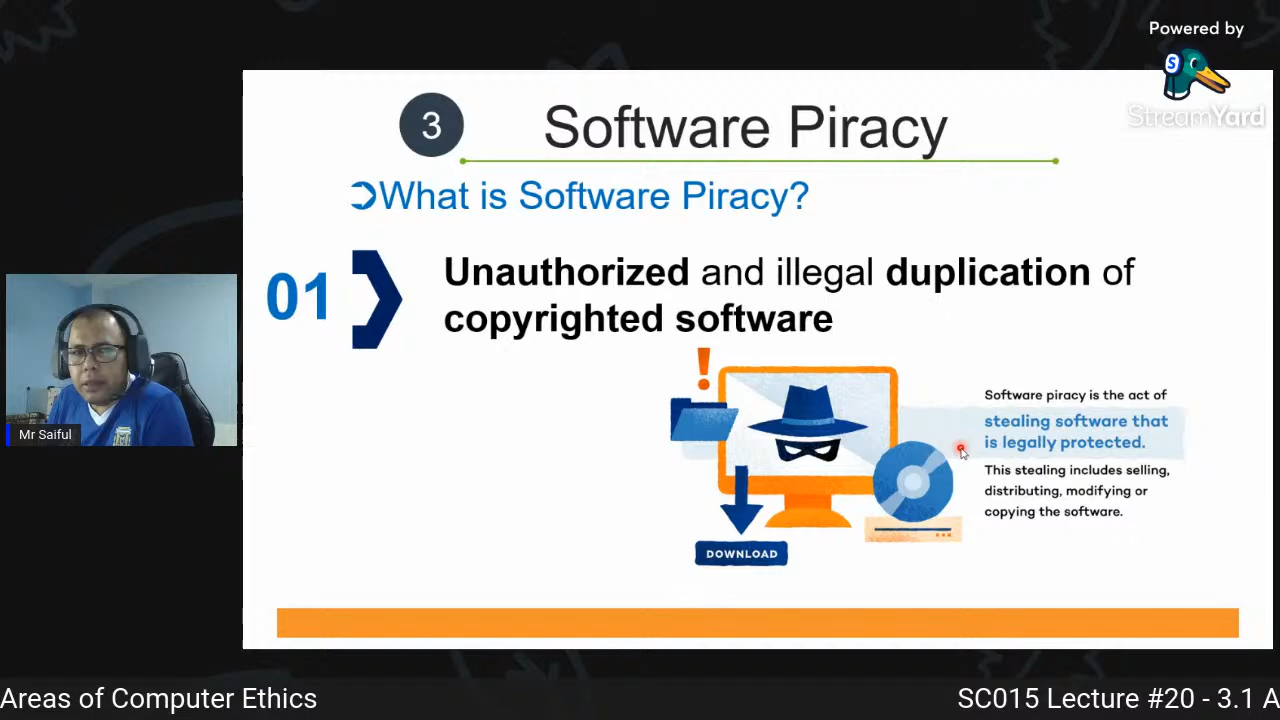 Powered by
StreamYard
3
Software Piracy
➲What is Software Piracy?
01
Unauthorized and illegal duplication of
copyrighted software
Software piracy is the act of
stealing software that
is legally protected.
This stealing includes selling,
distributing, modifying or
copying the software.
DOWNLOAD
Mr Saiful
Areas of Computer Ethics
SC015 Lecture #20 - 3.1 A